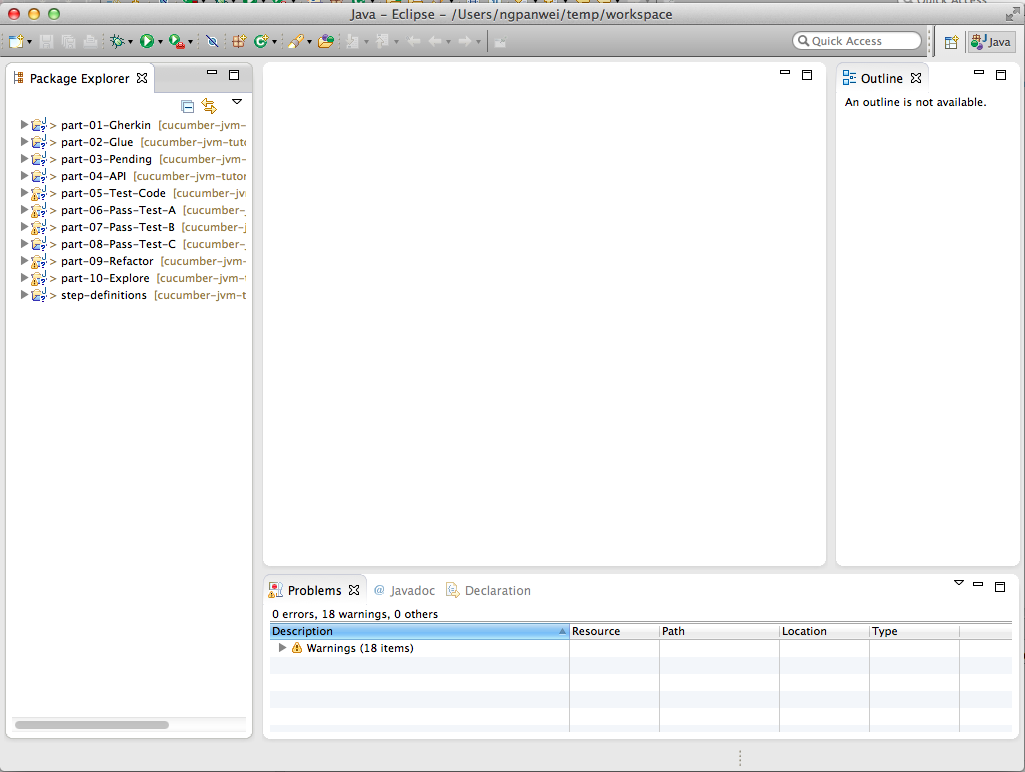 Java - Eclipse - /Users/ngpanwei/temp/workspace
Quick Access
Java
Package Explorer
> part-01-Gherkin [cucumber-jvm-
> part-02-Glue [cucumber-jvm-tuto
> part-03-Pending [cucumber-jvm-
> part-04-API [cucumber-jvm-tutor
> part-05-Test-Code [cucumber-jv
> part-06-Pass-Test-A [cucumber-
> part-07-Pass-Test-B [cucumber-j
> part-08-Pass-Test-C [cucumber-
> part-09-Refactor [cucumber-jvm-
> part-10-Explore [cucumber-jvm-
> step-definitions [cucumber-jvm-t
Outline
An outline is not available.
Problems @ Javadoc Declaration
0 errors, 18 warnings, 0 others
Description Resource Path Location Type
Warnings (18 items)